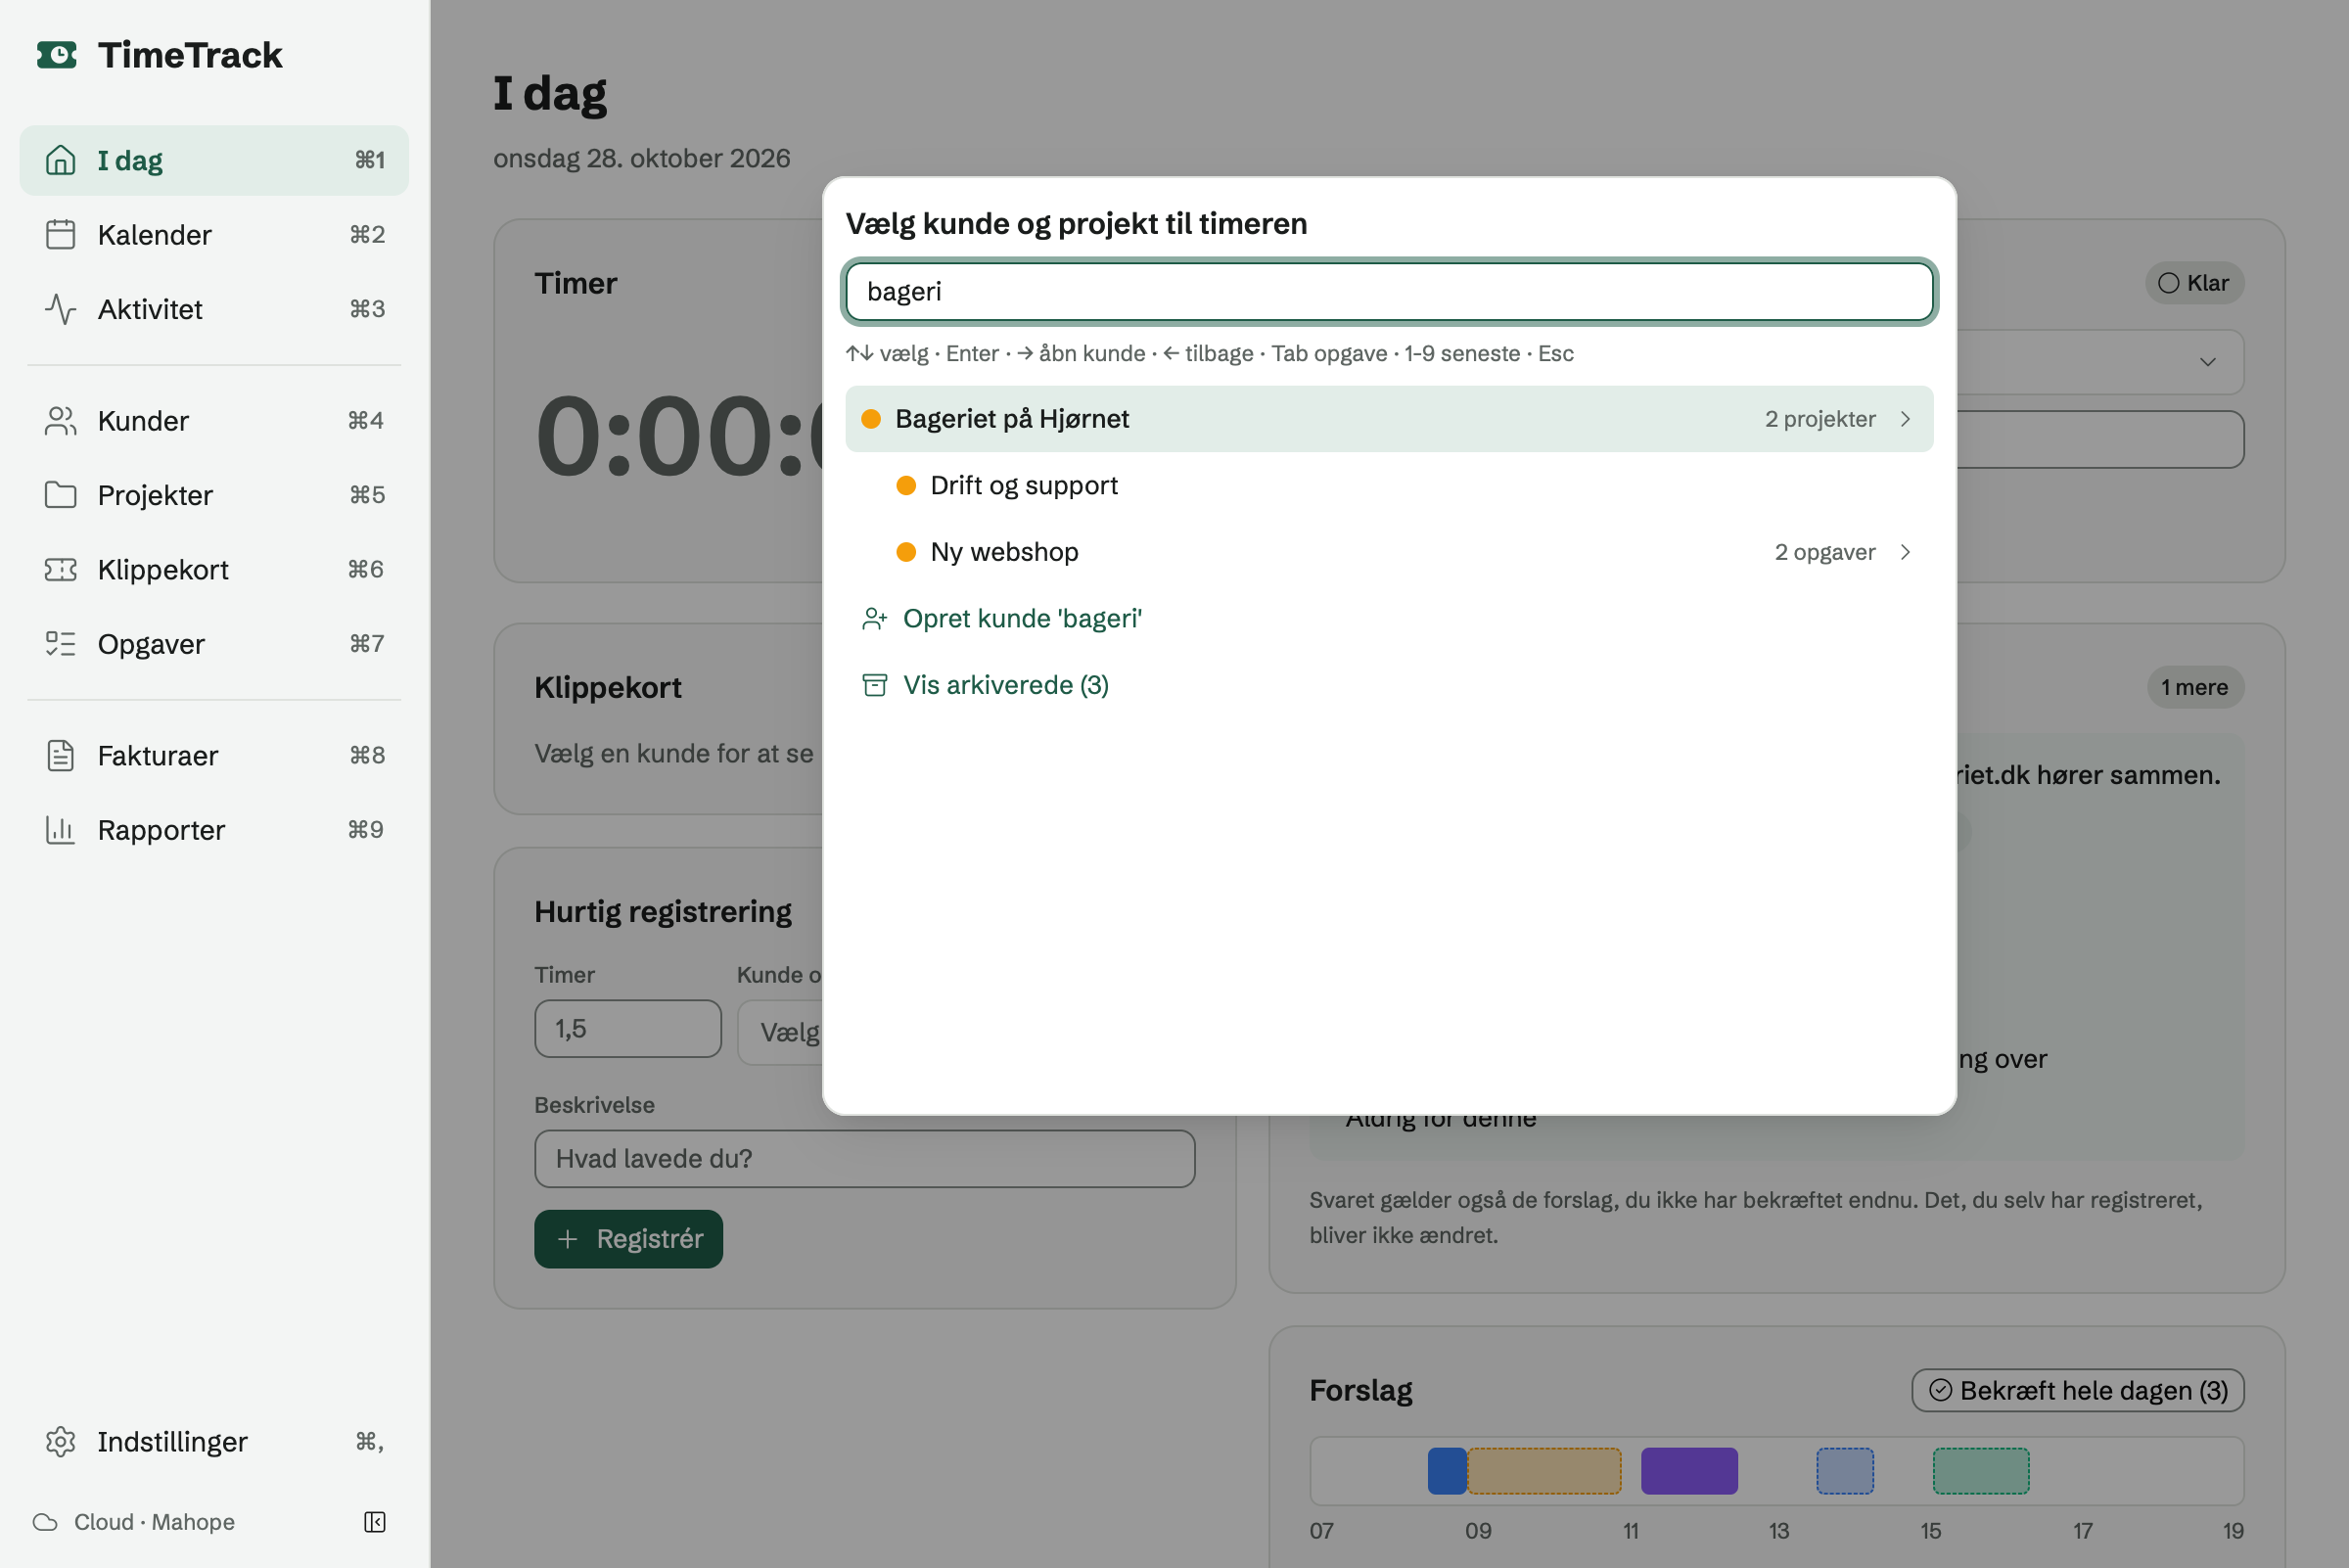 TimeTrack
I dag ⌘1
Kalender ⌘2
Aktivitet ⌘3
Kunder ⌘4
Projekter ⌘5
Klippekort ⌘6
Opgaver ⌘7
Fakturaer ⌘8
Rapporter ⌘9
Indstillinger ⌘,
Cloud · Mahope
I dag
onsdag 28. oktober 2026
Timer
Klar
0:00:
Vælg kunde og projekt til timeren
bageri
↑↓ vælg · Enter · → åbn kunde · ← tilbage · Tab opgave · 1-9 seneste · Esc
Bageriet på Hjørnet 2 projekter
Drift og support
Ny webshop 2 opgaver
Opret kunde 'bageri'
Vis arkiverede (3)
Klippekort
Vælg en kunde for at se
1 mere
riet.dk hører sammen.
ng over
Aldrig for denne
Svaret gælder også de forslag, du ikke har bekræftet endnu. Det, du selv har registreret,
bliver ikke ændret.
Hurtig registrering
Timer Kunde o
1,5 Vælg
Beskrivelse
Hvad lavede du?
Registrér
Forslag
Bekræft hele dagen (3)
07 09 11 13 15 17 19